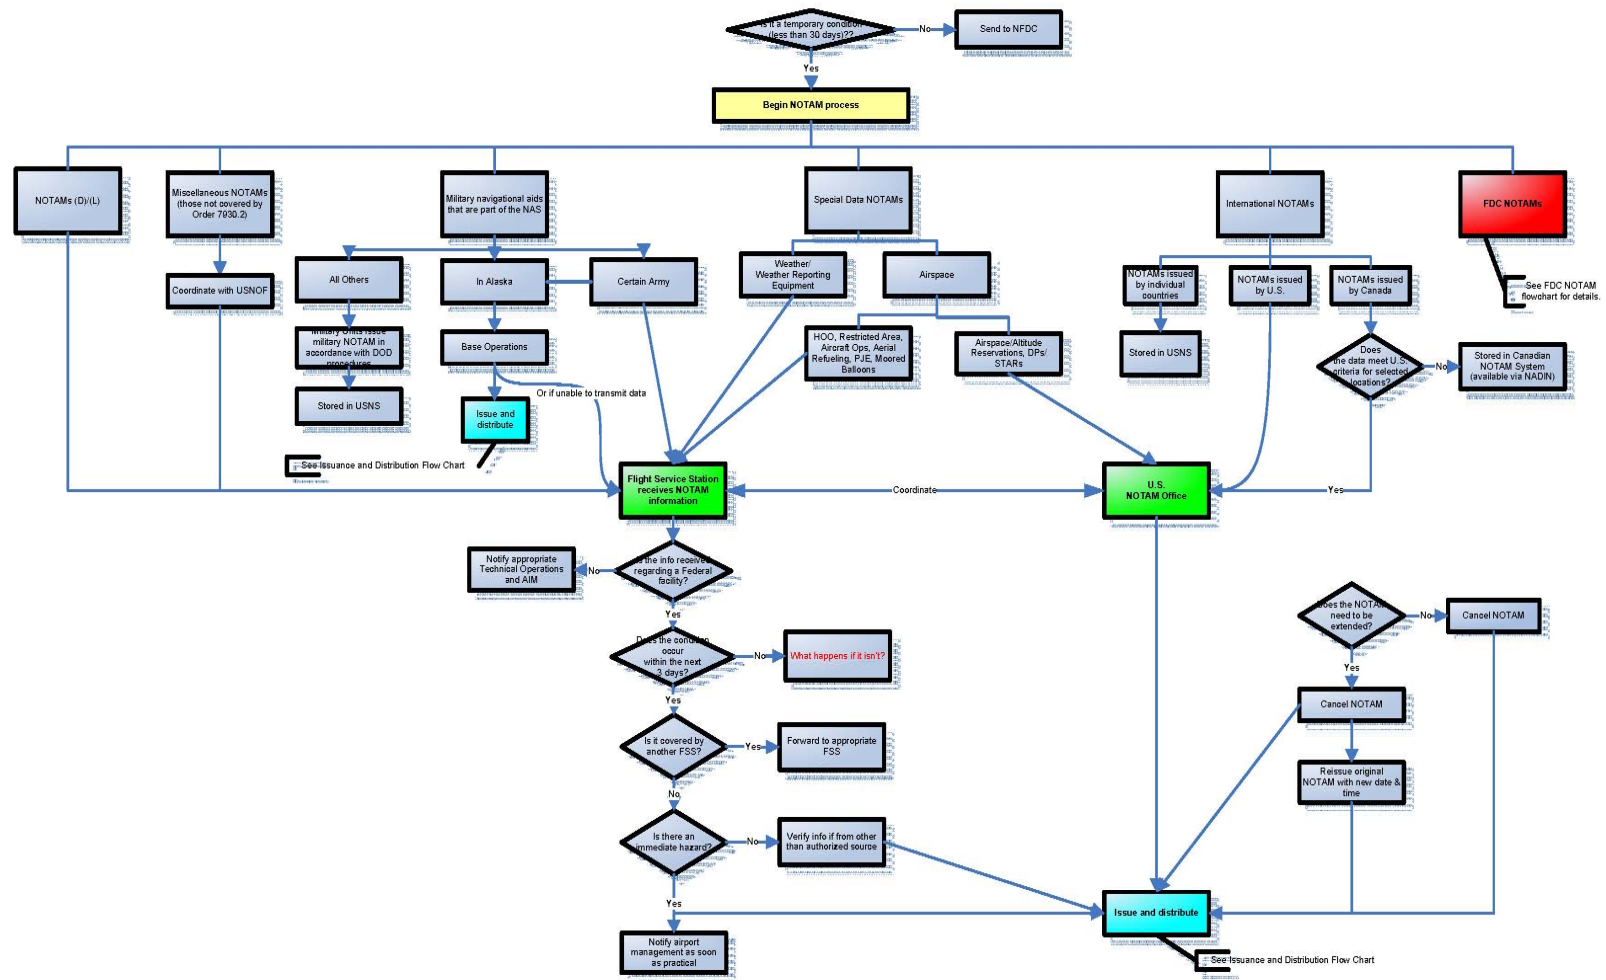 Is it a temporary condition
(less than 30 days)??
No
Send to NFDC
Yes
Begin NOTAM process
NOTAMs (D)/(L)
Miscellaneous NOTAMs
(those not covered by
Order 7930.2)
Military navigational aids
that are part of the NAS
Special Data NOTAMs
International NOTAMs
FDC NOTAMs
Coordinate with USNOF
All Others
In Alaska
Certain Army
Weather/
Weather Reporting
Equipment
Airspace
NOTAMs issued
by individual
countries
NOTAMs issued
by U.S.
NOTAMs issued
by Canada
See FDC NOTAM
flowchart for details.
Military Units issue
military NOTAM in
accordance with DOD
procedures
Base Operations
HOO, Restricted Area,
Aircraft Ops, Aerial
Refueling, PJE, Moored
Balloons
Airspace/Altitude
Reservations, DPs/
STARs
Stored in USNS
Does
the data meet U.S.
criteria for selected
locations?
No
Stored in Canadian
NOTAM System
(available via NADIN)
Stored in USNS
Or if unable to transmit data
Issue and
distribute
See Issuance and Distribution Flow Chart
Flight Service Station
receives NOTAM
information
Coordinate
U.S.
NOTAM Office
Yes
Notify appropriate
Technical Operations
and AIM
No
Is the info received
regarding a Federal
facility?
Yes
Does the condition
occur
within the next
3 days?
No
What happens if it isn't?
Does the NOTAM
need to be
extended?
No
Cancel NOTAM
Yes
Yes
Cancel NOTAM
Is it covered by
another FSS?
Yes
Forward to appropriate
FSS
Reissue original
NOTAM with new date &
time
No
Is there an
immediate hazard?
No
Verify info if from other
than authorized source
Yes
Issue and distribute
Notify airport
management as soon
as practical
See Issuance and Distribution Flow Chart